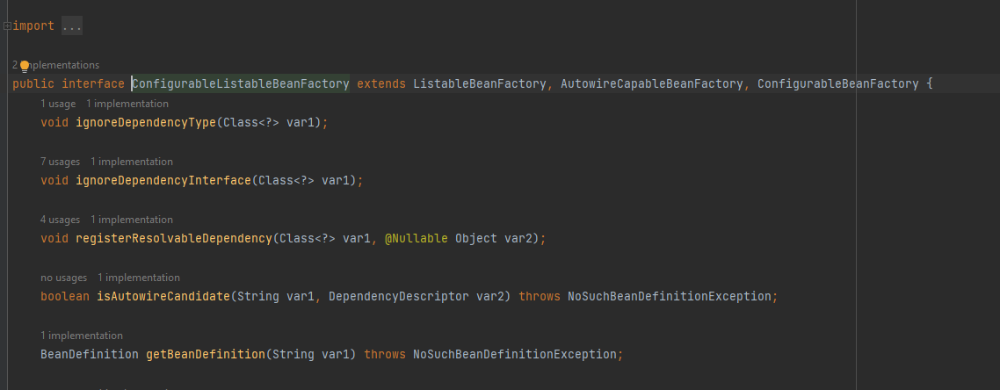 import ...
2 implementations
public interface ConfigurableListableBeanFactory extends ListableBeanFactory, AutowireCapableBeanFactory, ConfigurableBeanFactory {
1 usage 1 implementation
void ignoreDependencyType(Class<?> var1);
7 usages 1 implementation
void ignoreDependencyInterface(Class<?> var1);
4 usages 1 implementation
void registerResolvableDependency(Class<?> var1, @Nullable Object var2);
no usages 1 implementation
boolean isAutowireCandidate(String var1, DependencyDescriptor var2) throws NoSuchBeanDefinitionException;
1 implementation
BeanDefinition getBeanDefinition(String var1) throws NoSuchBeanDefinitionException;